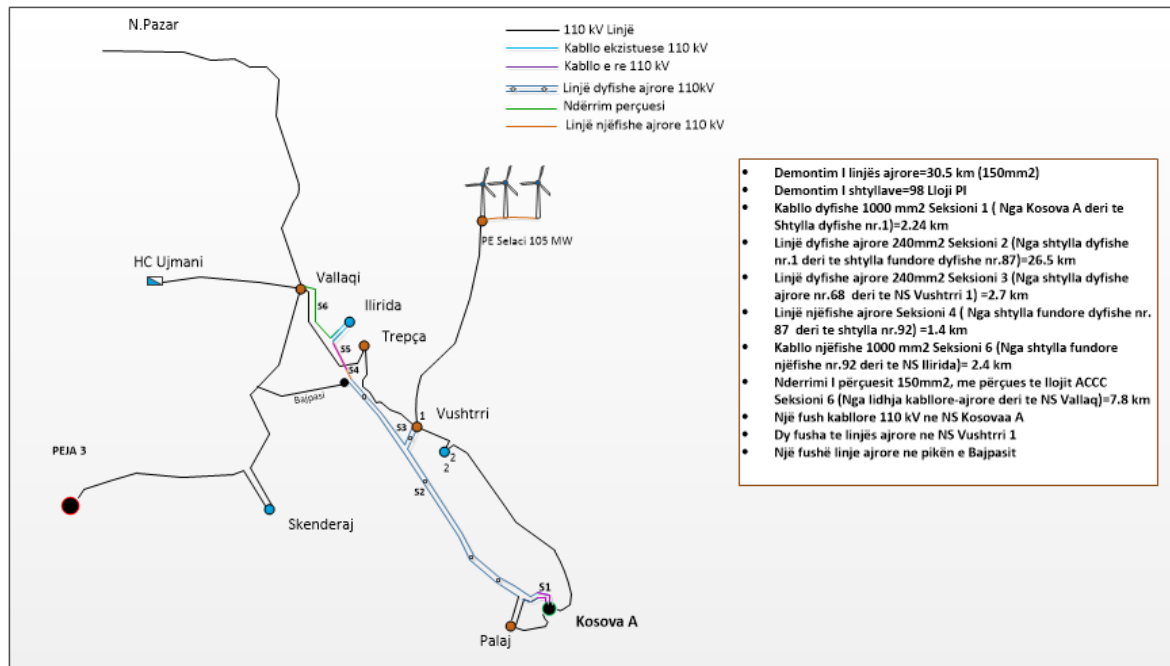 N.Pazar
110 kV Linjë
Kabllo ekzistuese 110 kV
Kabllo e re 110 kV
Linjë dyfishe ajrore 110kV
Ndërrim perçuesi
Linjë njëfishe ajrore 110 kV
PE Selaci 105 MW
HC Ujmani
Vallaqi
S6
Ilirida
S5
Trepça
S4
Bajpasi
Vushtrri
1
S3
2
2
S2
PEJA 3
Skenderaj
S1
Kosova A
Palaj
• Demontim I linjës ajrore=30.5 km (150mm2)
• Demontim I shtyllave=98 Lloji PI
• Kabllo dyfishe 1000 mm2 Seksioni 1 ( Nga Kosova A deri te
Shtylla dyfishe nr.1)=2.24 km
• Linjë dyfishe ajrore 240mm2 Seksioni 2 (Nga shtylla dyfishe
nr.1 deri te shtylla fundore dyfishe nr.87)=26.5 km
• Linjë dyfishe ajrore 240mm2 Seksioni 3 (Nga shtylla dyfishe
ajrore nr.68 deri te NS Vushtrri 1) =2.7 km
• Linjë njëfishe ajrore Seksioni 4 ( Nga shtylla fundore dyfishe nr.
87 deri te shtylla nr.92) =1.4 km
• Kabllo njëfishe 1000 mm2 Seksioni 6 (Nga shtylla fundore
njëfishe nr.92 deri te NS Ilirida)= 2.4 km
• Nderrimi I përçuesit 150mm2, me përçues te llojit ACCC
Seksioni 6 (Nga lidhja kabllore-ajrore deri te NS Vallaq)=7.8 km
• Një fush kabllore 110 kV ne NS Kosovaa A
• Dy fusha te linjës ajrore ne NS Vushtrri 1
• Një fushë linje ajrore ne pikën e Bajpasit